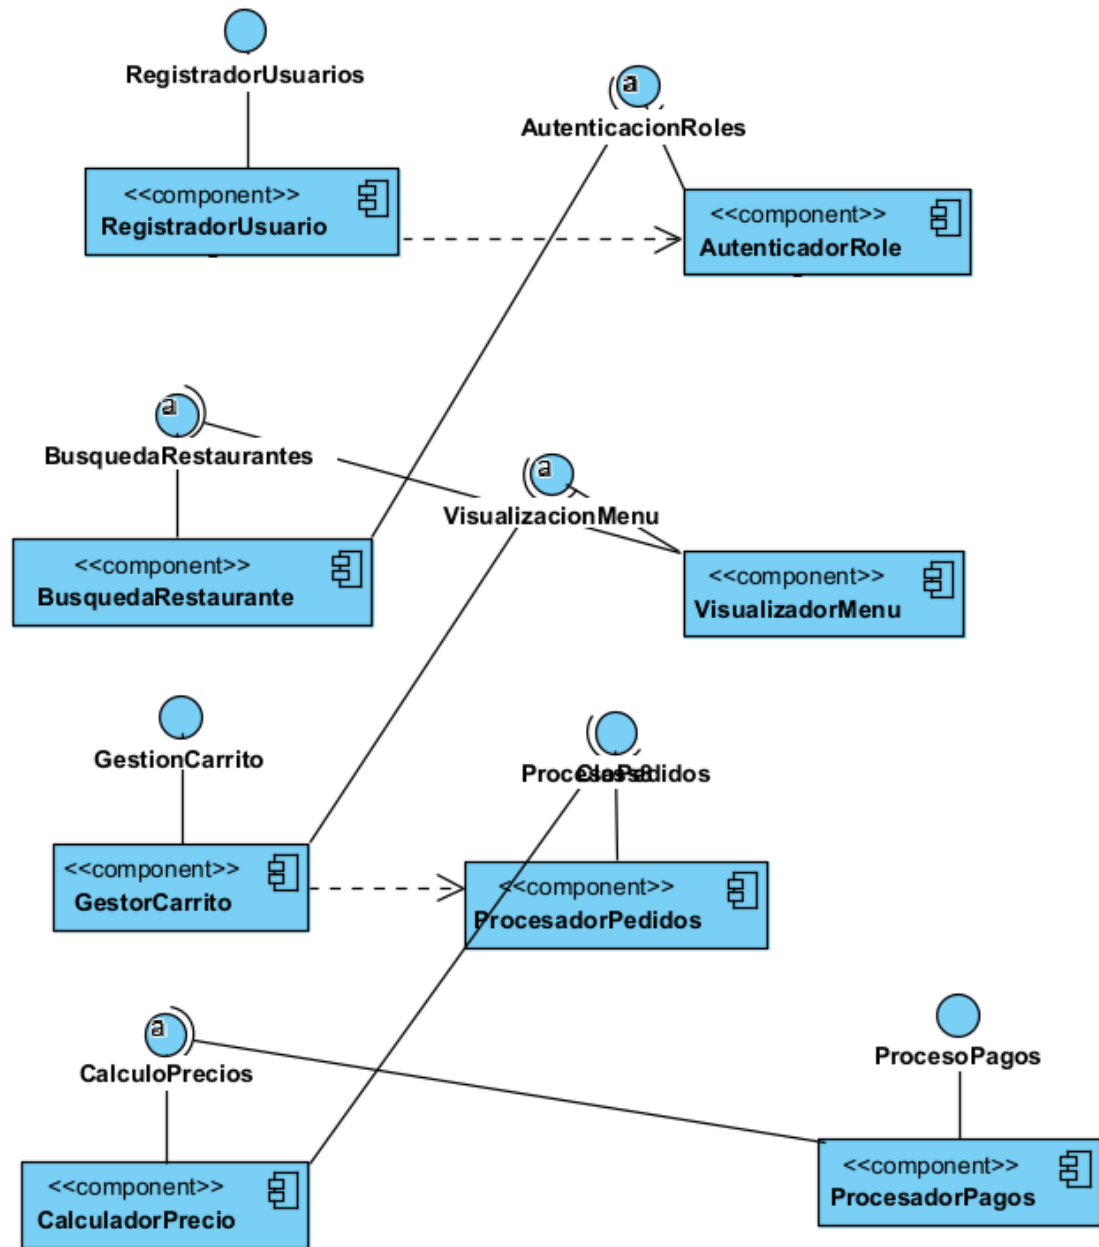 RegistradorUsuarios
a
AutenticacionRoles
<<component>>
RegistradorUsuario
<<component>>
AutenticadorRole
a
BusquedaRestaurantes
a
VisualizacionMenu
<<component>>
BusquedaRestaurante
<<component>>
VisualizadorMenu
GestionCarrito
<<component>>
GestorCarrito
<<component>>
ProcesadorPedidos
a
CalculoPrecios
ProcesoPagos
<<component>>
CalculadorPrecio
<<component>>
ProcesadorPagos